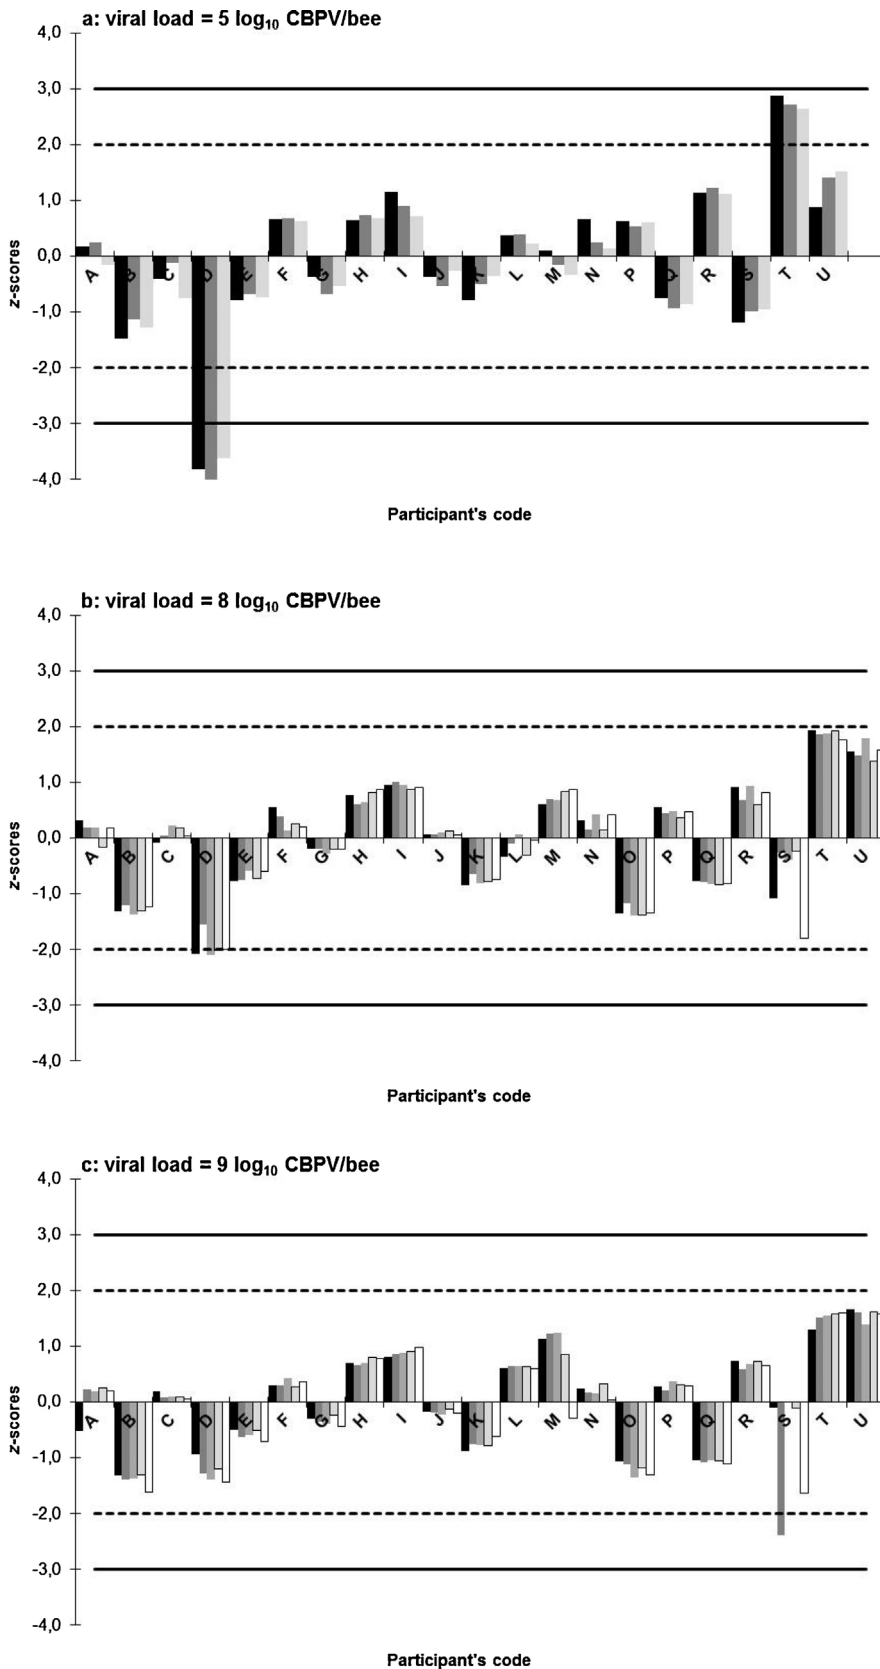 a: viral load = 5 log10 CBPV/bee
4,0
3,0
2,0
1,0
0,0
-1,0
-2,0
-3,0
-4,0
z-scores
A B C D E F G H I J K L M N P Q R S T U
Participant's code
b: viral load = 8 log10 CBPV/bee
4,0
3,0
2,0
1,0
0,0
-1,0
-2,0
-3,0
-4,0
z-scores
A B C D E F G H I J K L M N O P Q R S T U
Participant's code
c: viral load = 9 log10 CBPV/bee
4,0
3,0
2,0
1,0
0,0
-1,0
-2,0
-3,0
-4,0
z-scores
A B C D E F G H I J K L M N O P Q R S T U
Participant's code